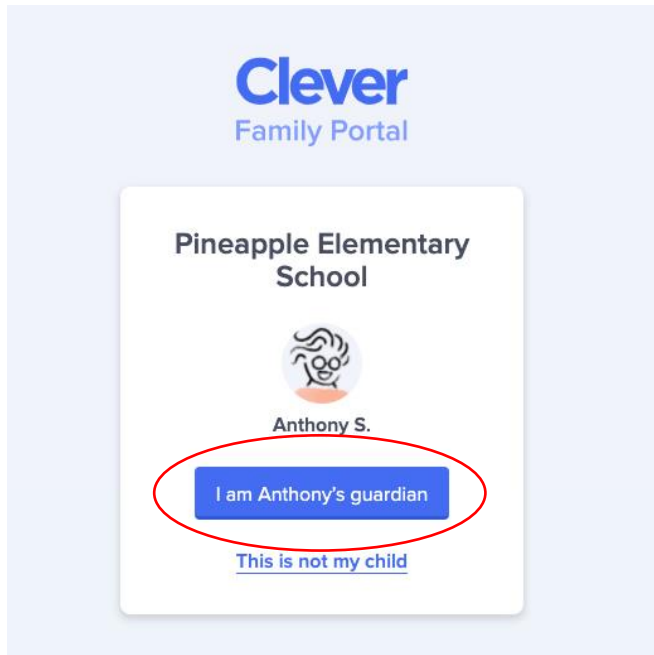 Clever
Family Portal
Pineapple Elementary
School
Anthony S.
I am Anthony's guardian
This is not my child